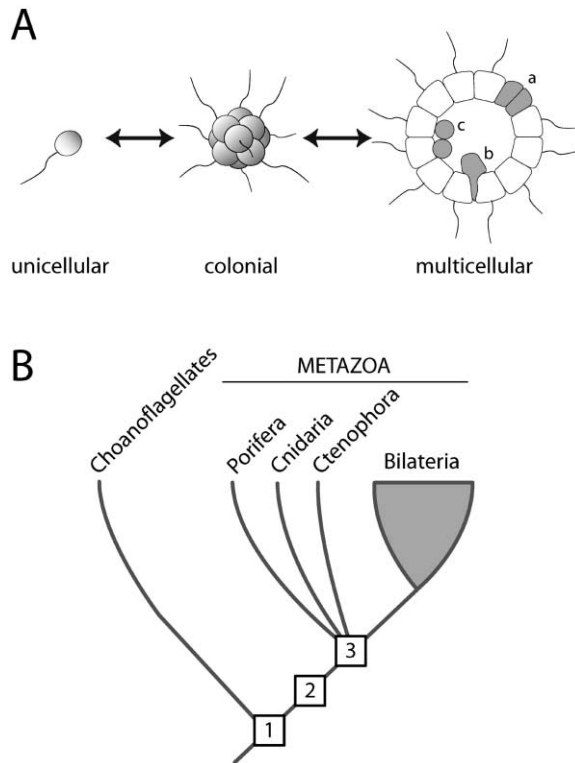 A
a
c
b
unicellular
colonial
multicellular
B
METAZOA
Choanoflagellates
Porifera
Cnidaria
Ctenophora
Bilateria
3
2
1